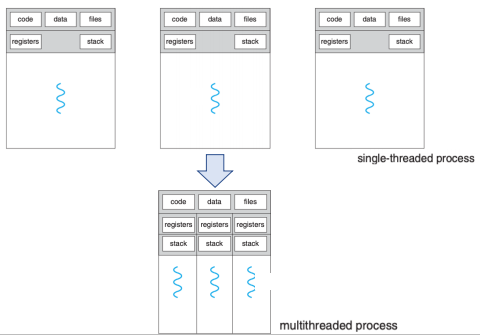 code data files code data files code data files
registers stack registers stack registers stack
single-threaded process
code data files
registers registers registers
stack stack stack
multithreaded process